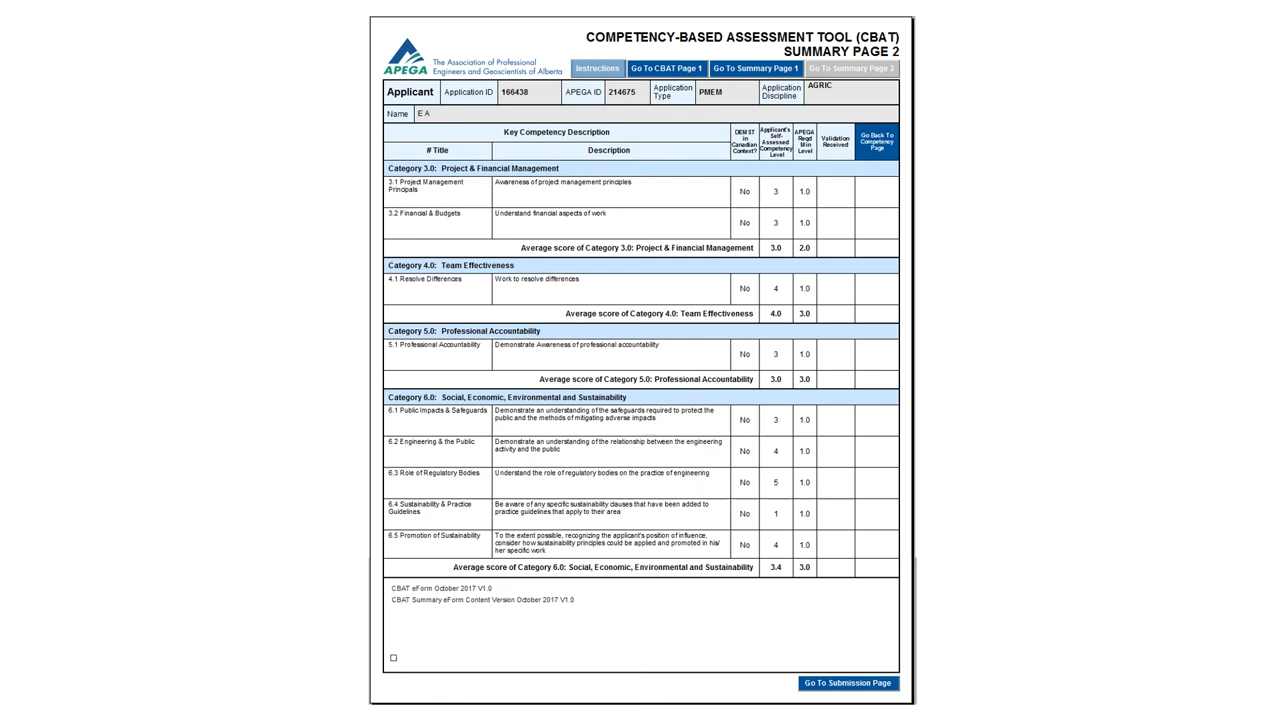 COMPETENCY-BASED ASSESSMENT TOOL (CBAT)
SUMMARY PAGE 2
APEGA
The Association of Professional
Engineers and Geoscientists of Alberta
Instructions
Go To CBAT Page 1
Go To Summary Page 1
Go To Summary Page 2
Applicant
Application ID
166438
APEGA ID
214675
Application
Type
PMEM
Application
Discipline
AGRIC
Name
E A
Key Competency Description
DEMST
in
Canadian
Context?
Applicant's
Self-
Assessed
Competency
Level
APEGA
Reqd
Min
Level
Validation
Received
Go Back To
Competency
Page
# Title
Description
Category 3.0: Project & Financial Management
3.1 Project Management
Principals
Awareness of project management principles
No
3
1.0
3.2 Financial & Budgets
Understand financial aspects of work
No
3
1.0
Average score of Category 3.0: Project & Financial Management
3.0
2.0
Category 4.0: Team Effectiveness
4.1 Resolve Differences
Work to resolve differences
No
4
1.0
Average score of Category 4.0: Team Effectiveness
4.0
3.0
Category 5.0: Professional Accountability
5.1 Professional Accountability
Demonstrate Awareness of professional accountability
No
3
1.0
Average score of Category 5.0: Professional Accountability
3.0
3.0
Category 6.0: Social, Economic, Environmental and Sustainability
6.1 Public Impacts & Safeguards
Demonstrate an understanding of the safeguards required to protect the
public and the methods of mitigating adverse impacts
No
3
1.0
6.2 Engineering & the Public
Demonstrate an understanding of the relationship between the engineering
activity and the public
No
4
1.0
6.3 Role of Regulatory Bodies
Understand the role of regulatory bodies on the practice of engineering
No
5
1.0
6.4 Sustainability & Practice
Guidelines
Be aware of any specific sustainability clauses that have been added to
practice guidelines that apply to their area
No
1
1.0
6.5 Promotion of Sustainability
To the extent possible, recognizing the applicant's position of influence,
consider how sustainability principles could be applied and promoted in his/
her specific work
No
4
1.0
Average score of Category 6.0: Social, Economic, Environmental and Sustainability
3.4
3.0
CBAT eForm October 2017 V1.0
CBAT Summary eForm Content Version October 2017 V1.0
Go To Submission Page